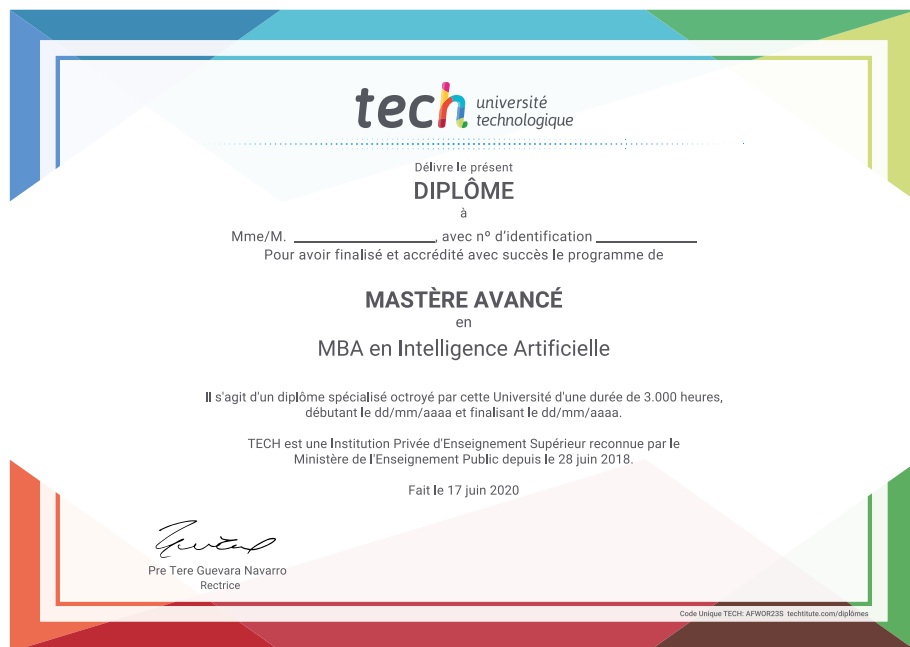 tech université
technologique
Délivre le présent
DIPLÔME
à
Mme/M. ____________, avec nº d'identification ____________
Pour avoir finalisé et accrédité avec succès le programme de
MASTÈRE AVANCÉ
en
MBA en Intelligence Artificielle
Il s'agit d'un diplôme spécialisé octroyé par cette Université d'une durée de 3.000 heures,
débutant le dd/mm/aaaa et finalisant le dd/mm/aaaa.
TECH est une Institution Privée d'Enseignement Supérieur reconnue par le
Ministère de l'Enseignement Public depuis le 28 juin 2018.
Fait le 17 juin 2020
Pre Tere Guevara Navarro
Rectrice
Code Unique TECH: AFWOR23S techtitute.com/diplômes